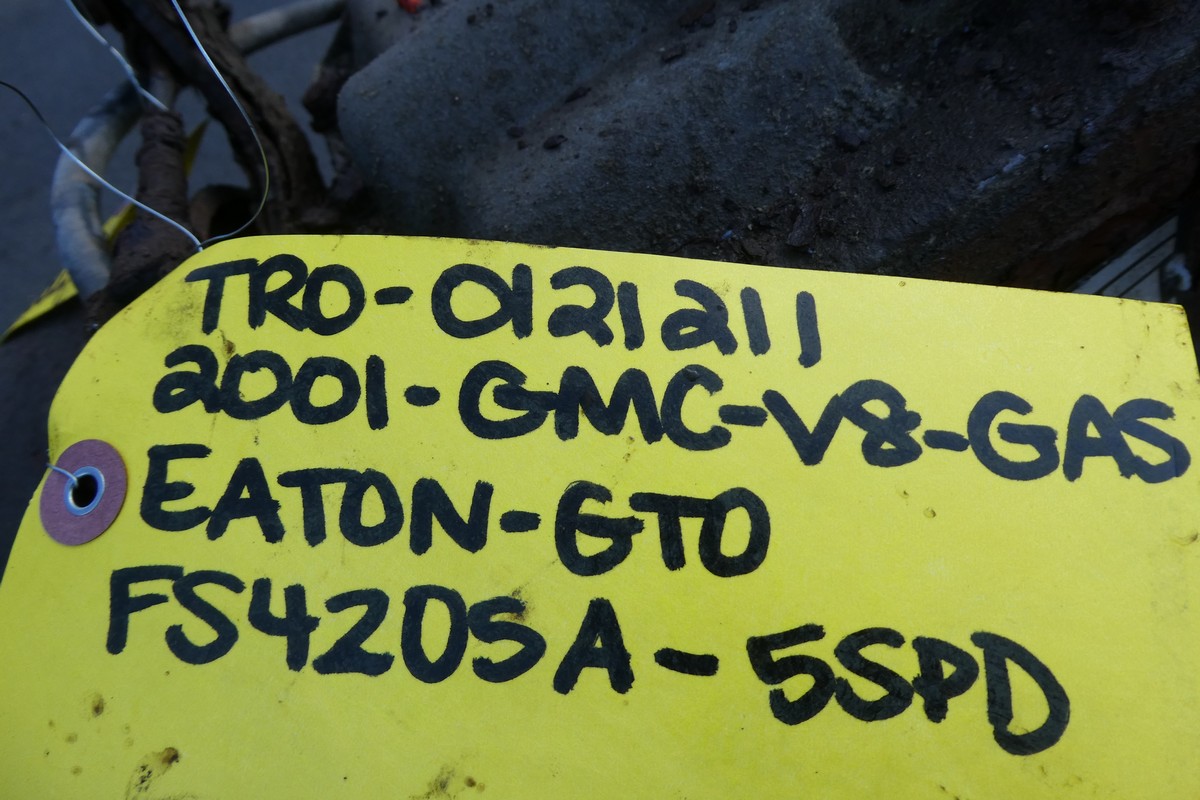 TRO-0121211
2001-GMC-V8-GAS
EATON-GTO
FS4205A-5SPD